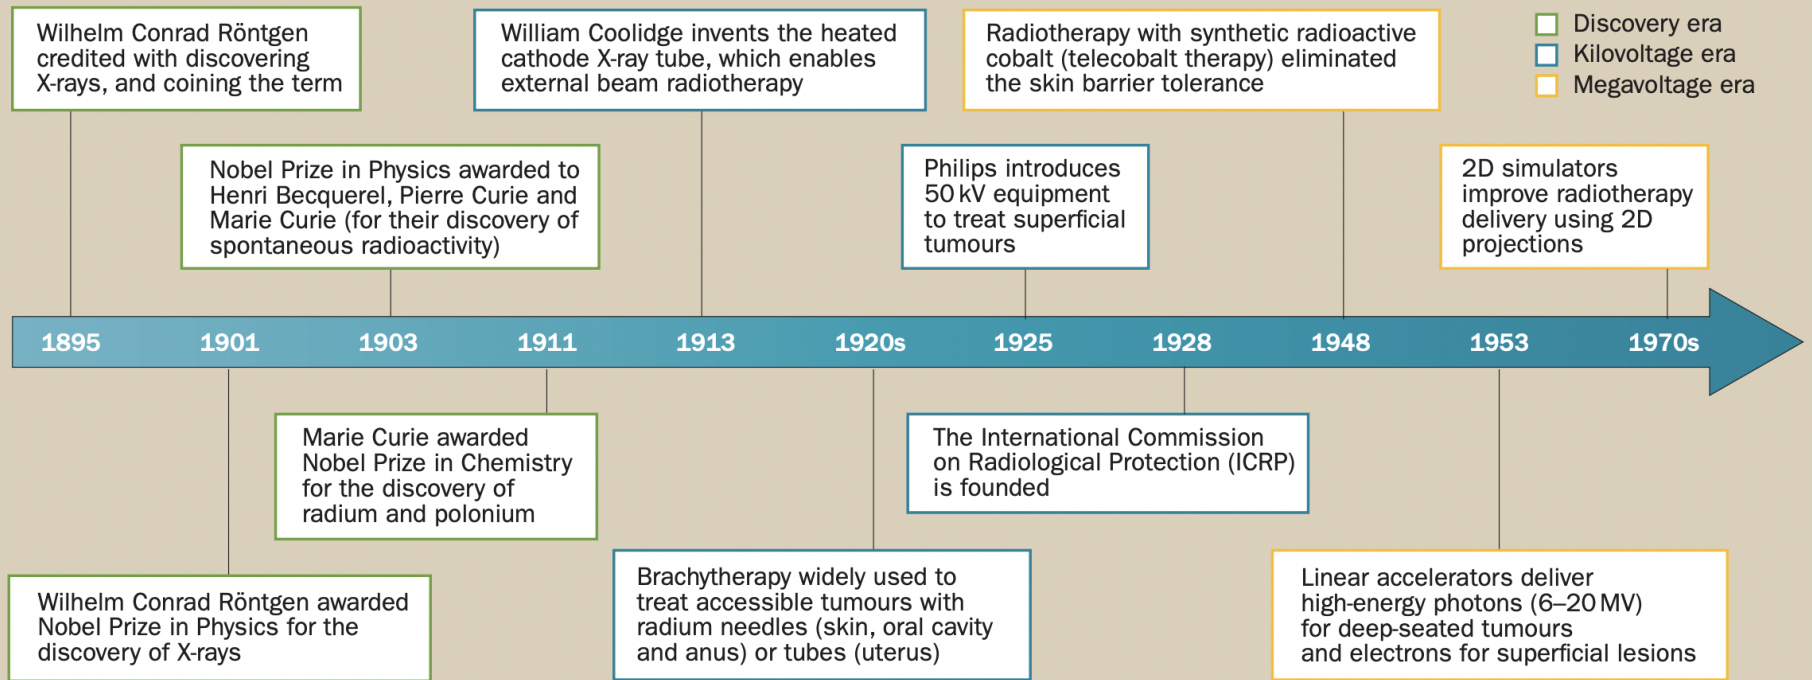 Wilhelm Conrad Röntgen
credited with discovering
X-rays, and coining the term
William Coolidge invents the heated
cathode X-ray tube, which enables
external beam radiotherapy
Radiotherapy with synthetic radioactive
cobalt (telecobalt therapy) eliminated
the skin barrier tolerance
Discovery era
Kilovoltage era
Megavoltage era
Nobel Prize in Physics awarded to
Henri Becquerel, Pierre Curie and
Marie Curie (for their discovery of
spontaneous radioactivity)
Philips introduces
50 kV equipment
to treat superficial
tumours
2D simulators
improve radiotherapy
delivery using 2D
projections
1895 1901 1903 1911 1913 1920s 1925 1928 1948 1953 1970s
Marie Curie awarded
Nobel Prize in Chemistry
for the discovery of
radium and polonium
The International Commission
on Radiological Protection (ICRP)
is founded
Wilhelm Conrad Röntgen awarded
Nobel Prize in Physics for the
discovery of X-rays
Brachytherapy widely used to
treat accessible tumours with
radium needles (skin, oral cavity
and anus) or tubes (uterus)
Linear accelerators deliver
high-energy photons (6–20 MV)
for deep-seated tumours
and electrons for superficial lesions